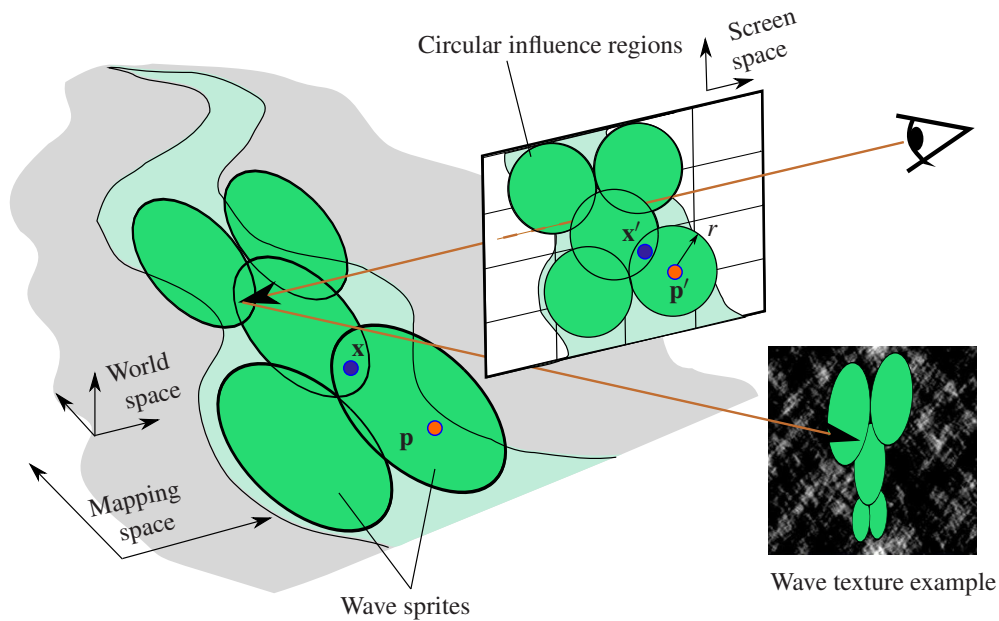 Screen
space
Circular influence regions
r
x′
p′
x
World
space
p
Mapping
space
Wave texture example
Wave sprites